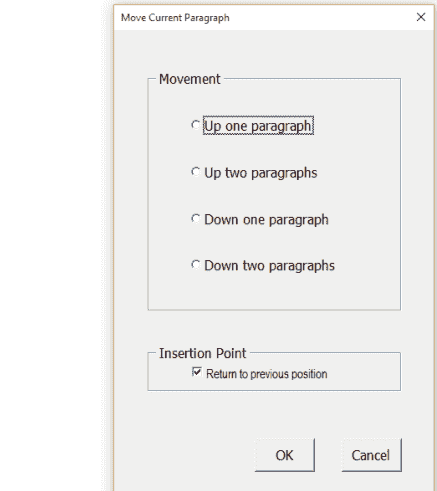 Move Current Paragraph
Movement
Up one paragraph
Up two paragraphs
Down one paragraph
Down two paragraphs
Insertion Point
Return to previous position
OK Cancel